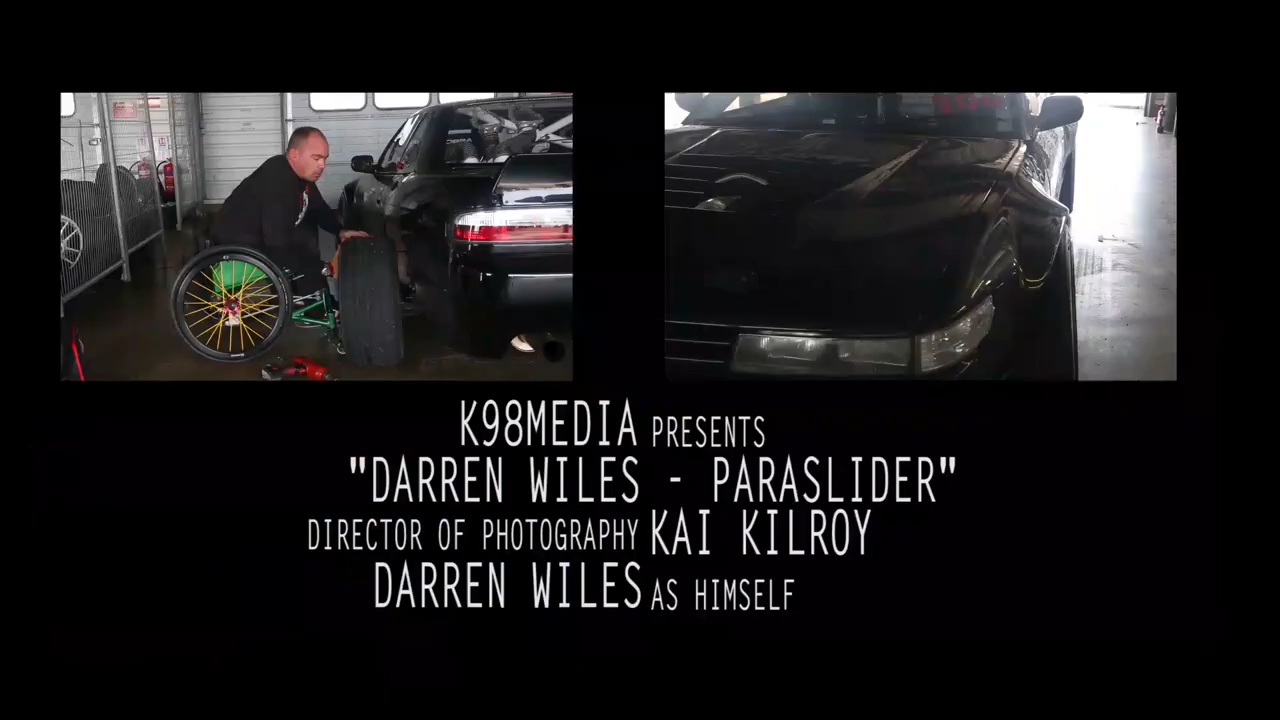 K98MEDIA PRESENTS
"DARREN WILES - PARASLIDER"
DIRECTOR OF PHOTOGRAPHY KAI KILROY
DARREN WILES AS HIMSELF